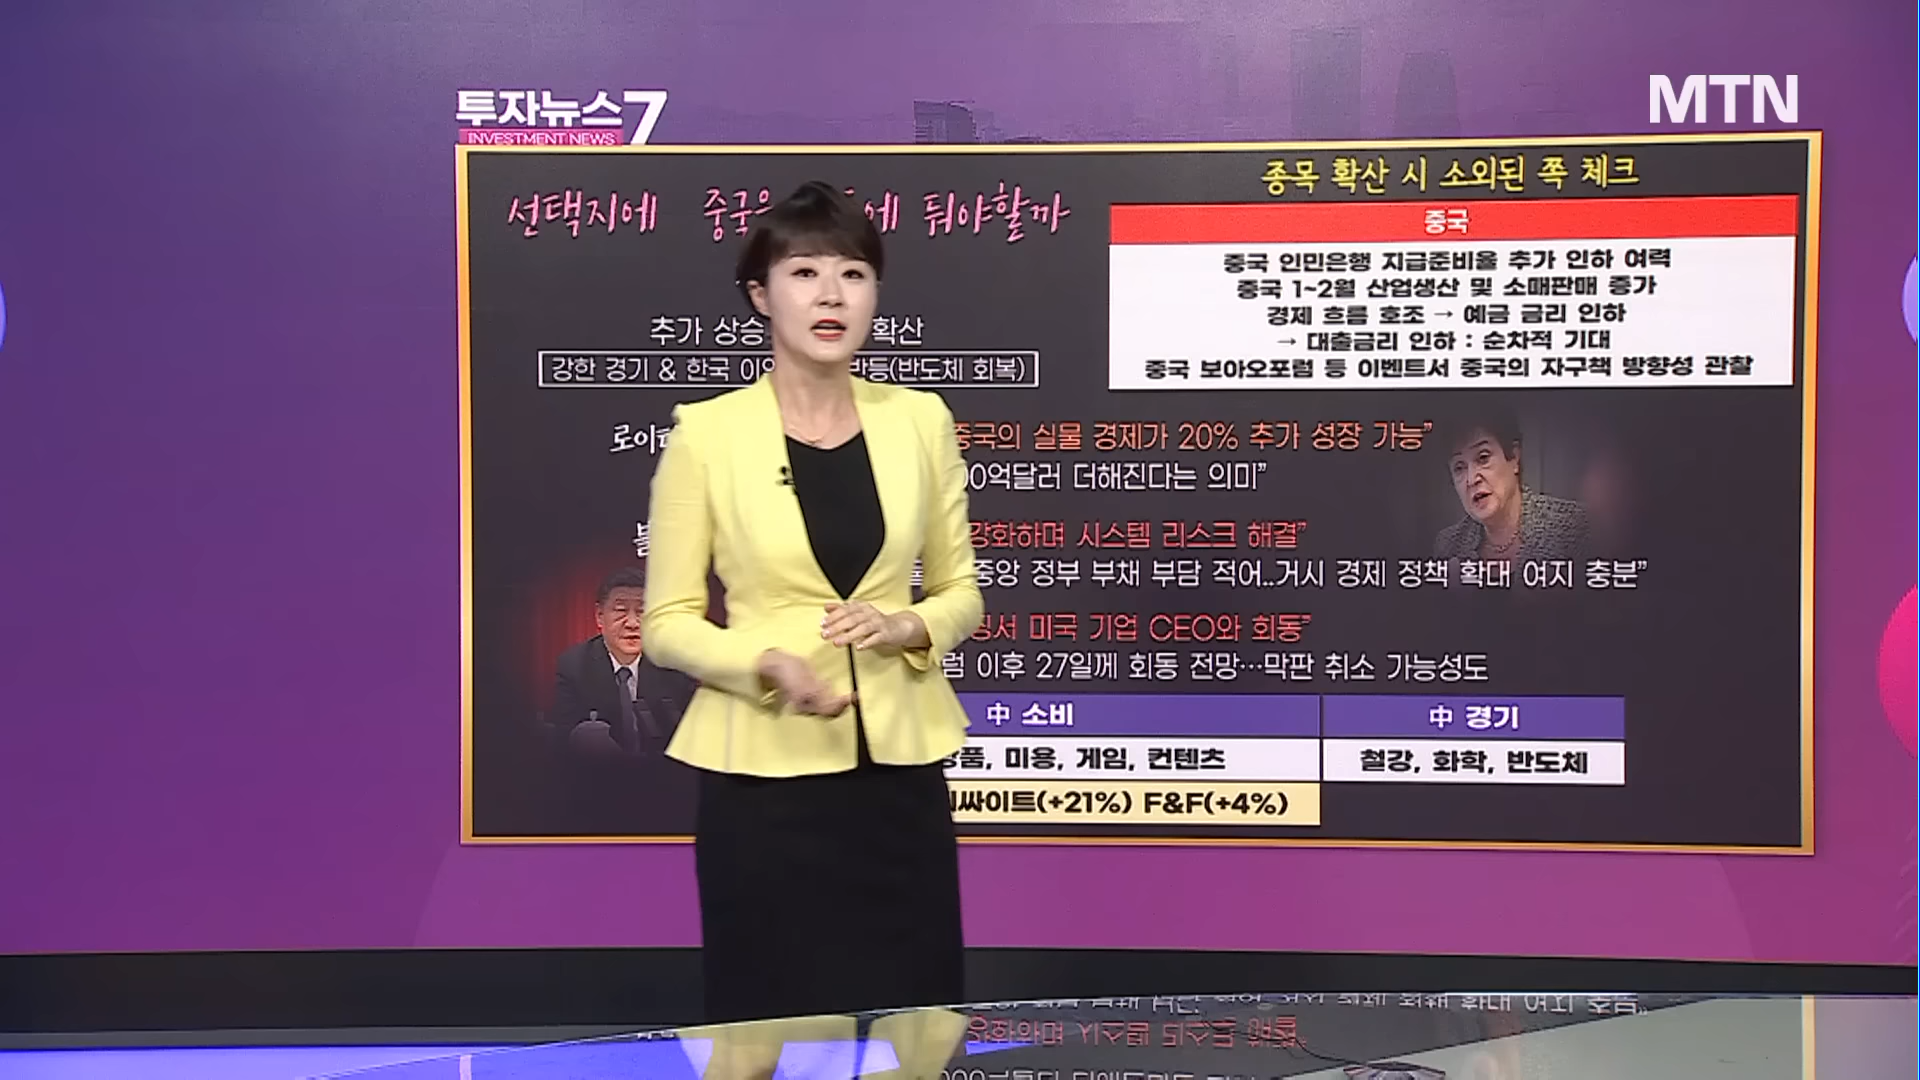 MTN
투자뉴스7
INVESTMENT NEWS
선택지에 에 둬야할까
종목 확산 시 소외된 쪽 체크
중국
중국 인민은행 지급준비율 추가 인하 여력
중국 1~2월 산업생산 및 소매판매 증가
경제 흐름 호조 → 예금 금리 인하
→ 대출금리 인하 : 순차적 기대
중국 보아오포럼 등 이벤트서 중국의 자구책 방향성 관찰
추가 상승 확산
강한 경기 & 한국 반등(반도체 회복)
중국의 실물 경제가 20% 추가 성장 가능”
00억달러 더해진다는 의미”
강화하며 시스템 리스크 해결”
중앙 정부 부채 부담 적어..거시 경제 정책 확대 여지 충분”
미국 기업 CEO와 회동”
이후 27일께 회동 전망…막판 취소 가능성도
中 소비
中 경기
미용, 게임, 컨텐츠
철강, 화학, 반도체
싸이트(+21%) F&F(+4%)